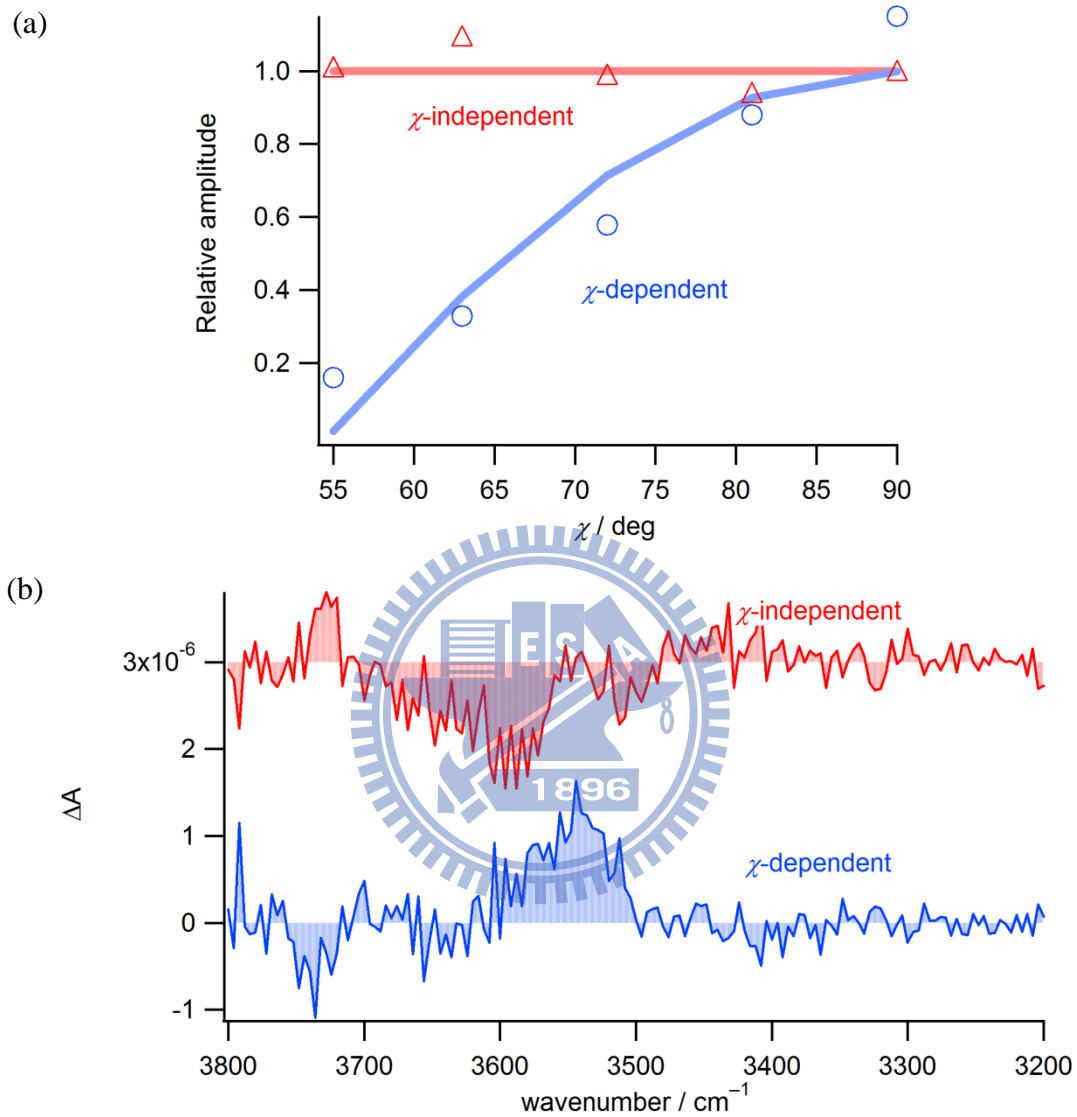 (a)
Relative amplitude
1.0
0.8
0.6
0.4
0.2
χ-independent
χ-dependent
55 60 65 70 75 80 85 90
χ / deg
(b)
ΔA
3x10⁻⁶
2
1
0
-1
χ-independent
χ-dependent
E S A
1896
3800 3700 3600 3500 3400 3300 3200
wavenumber / cm⁻¹